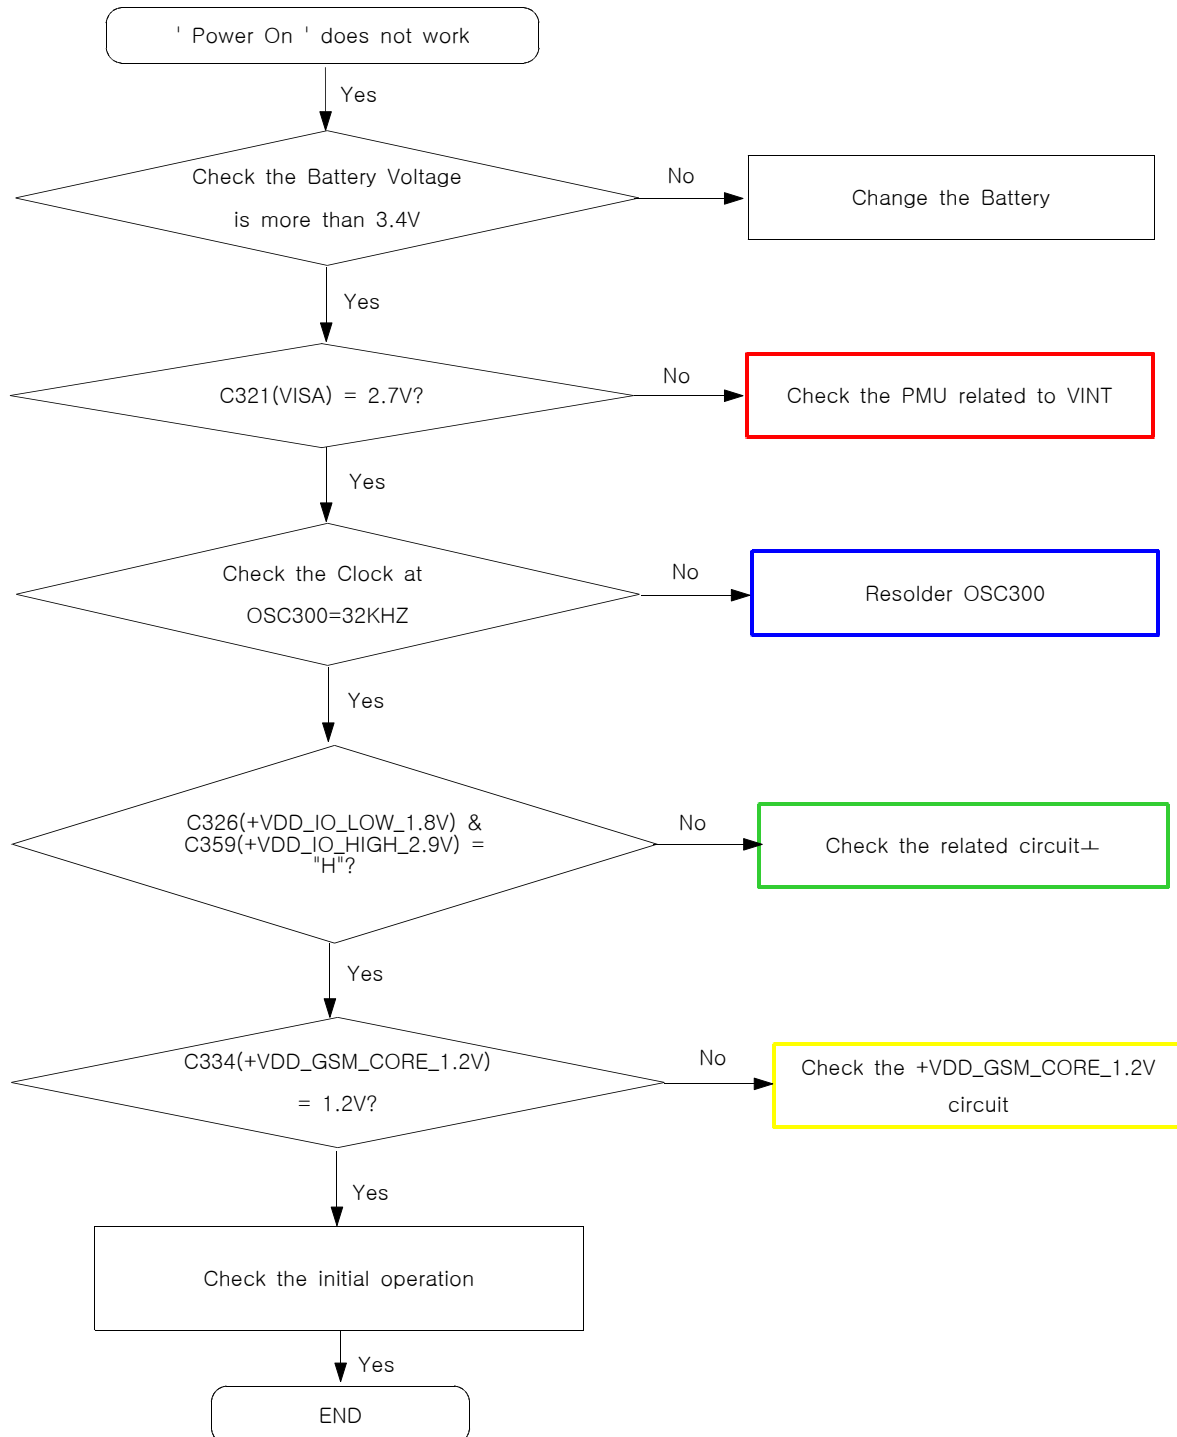 ' Power On ' does not work
Yes
Check the Battery Voltage
is more than 3.4V
No
Change the Battery
Yes
C321(VISA) = 2.7V?
No
Check the PMU related to VINT
Yes
Check the Clock at
OSC300=32KHZ
No
Resolder OSC300
Yes
C326(+VDD_IO_LOW_1.8V) &
C359(+VDD_IO_HIGH_2.9V) =
"H"?
No
Check the related circuitㅗ
Yes
C334(+VDD_GSM_CORE_1.2V)
= 1.2V?
No
Check the +VDD_GSM_CORE_1.2V
circuit
Yes
Check the initial operation
Yes
END